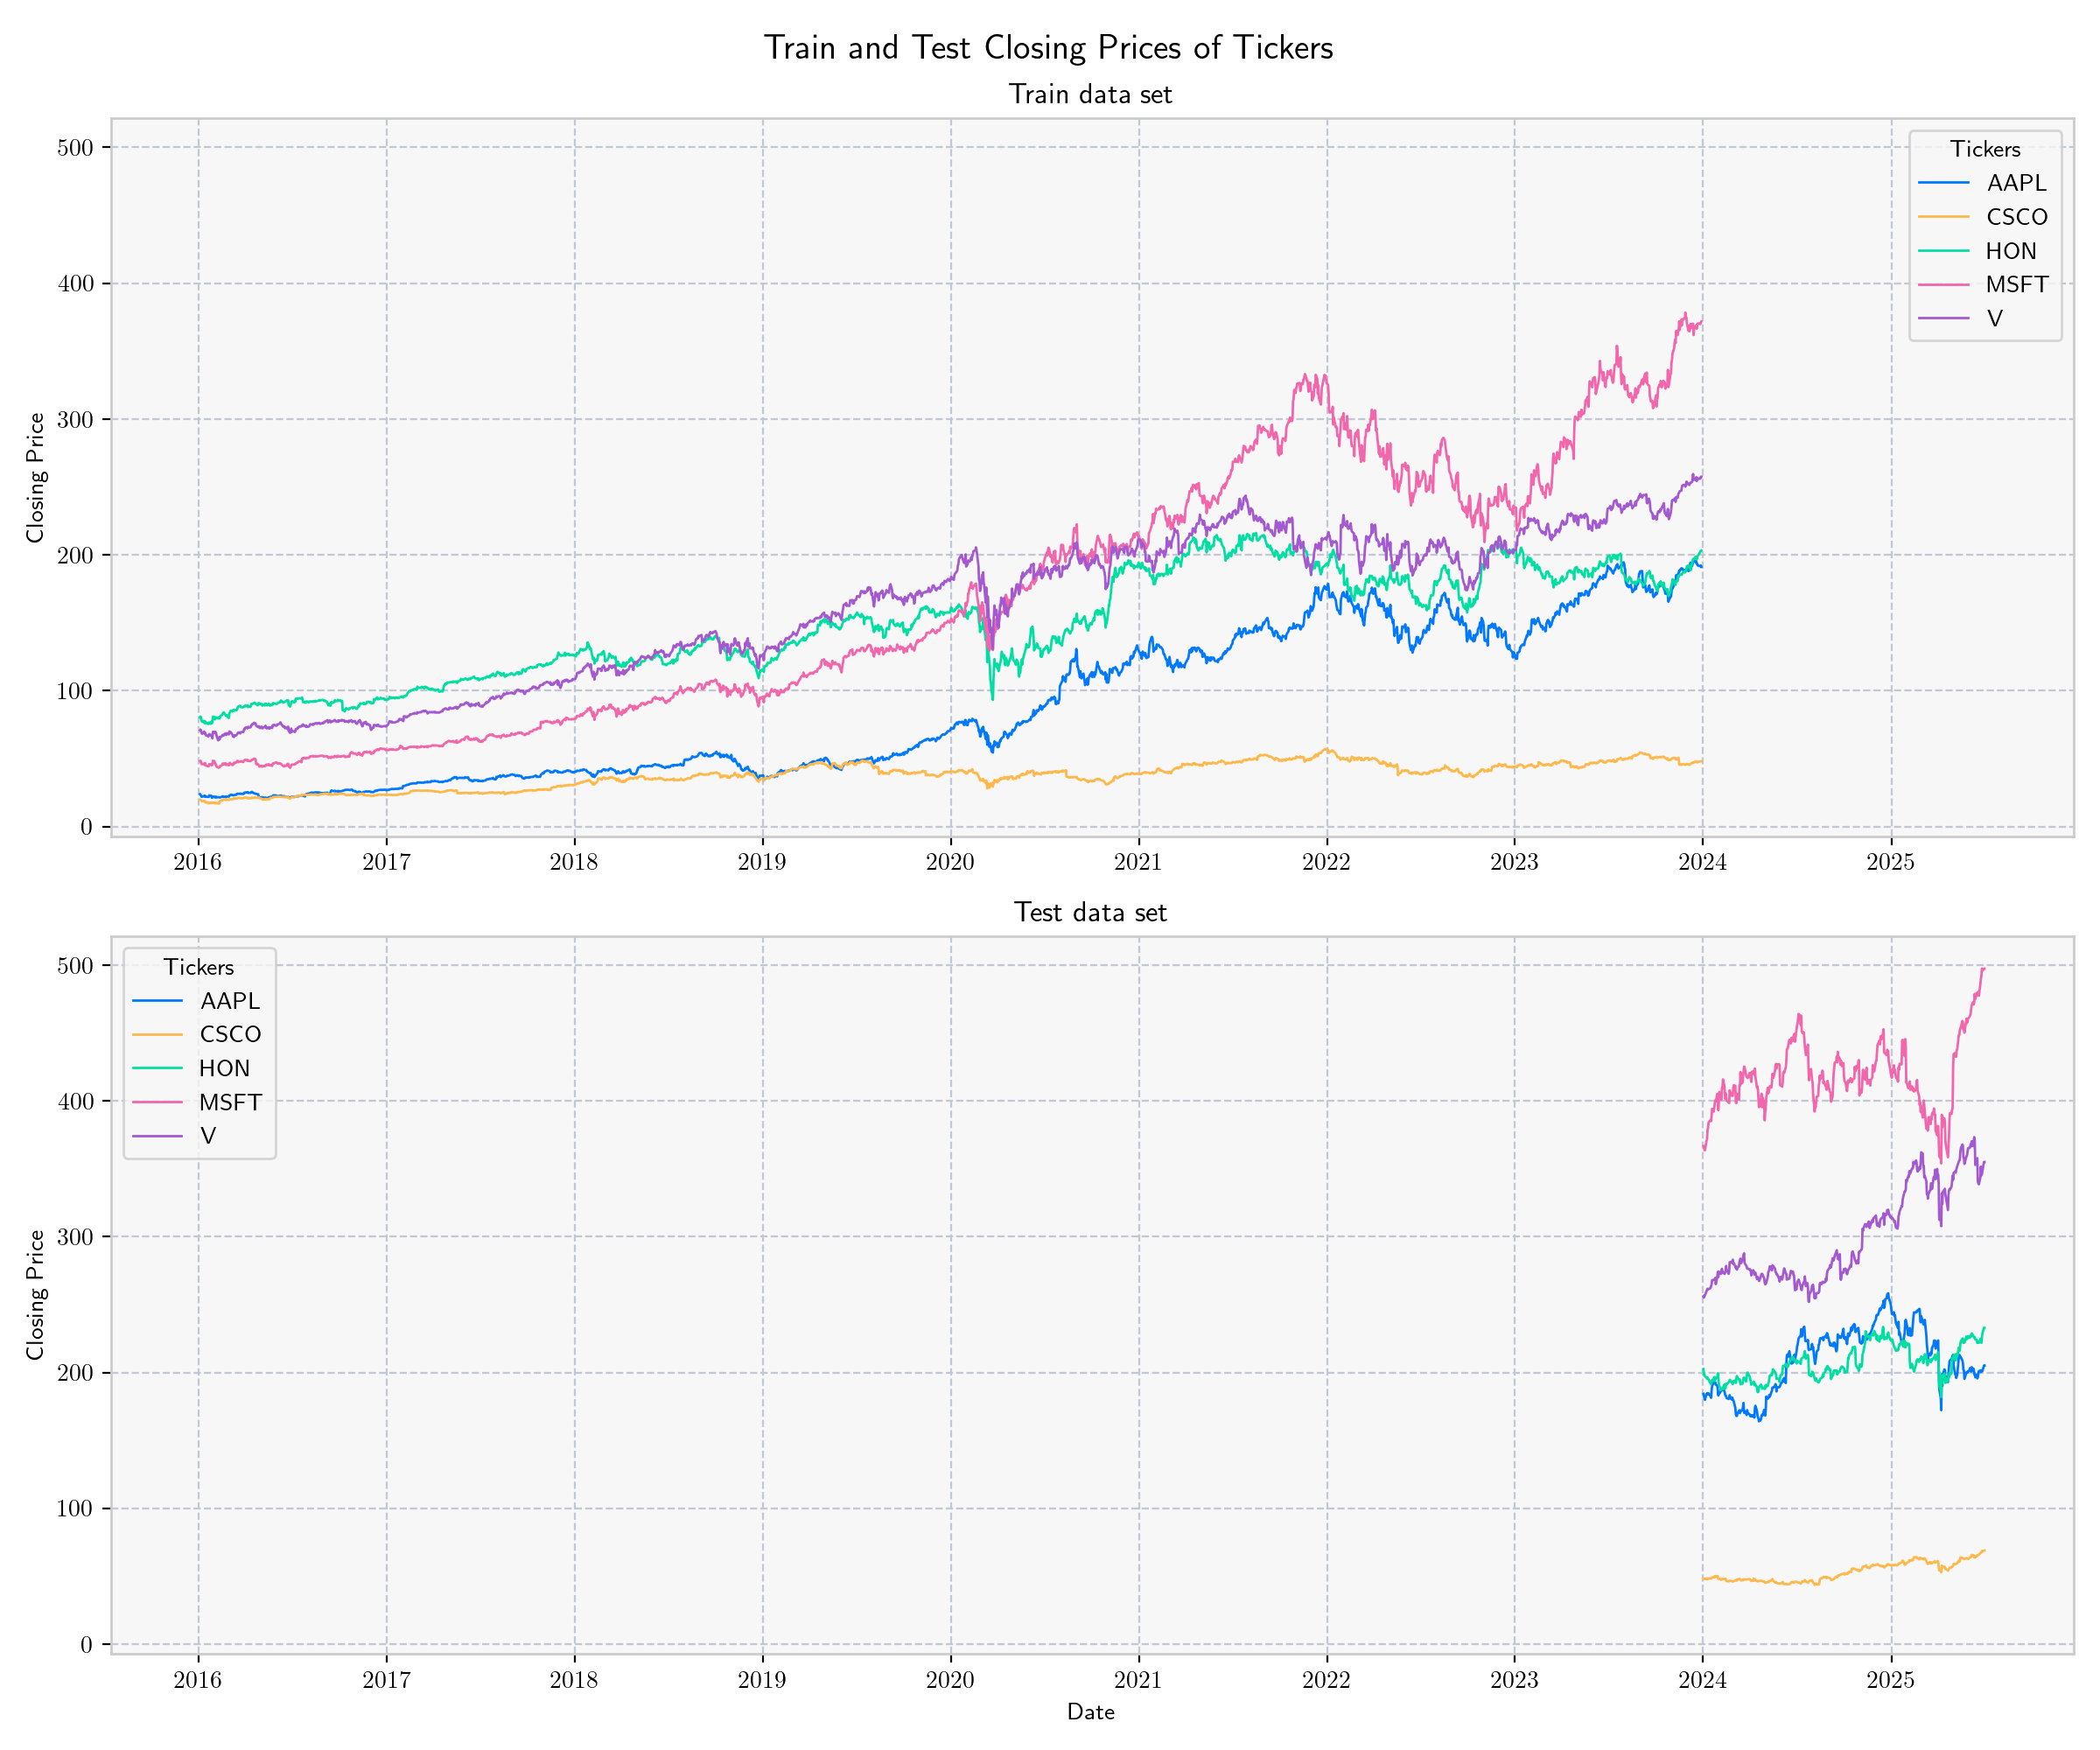 Train and Test Closing Prices of Tickers
Train data set
Closing Price
500
400
300
200
100
0
Tickers
AAPL
CSCO
HON
MSFT
V
2016 2017 2018 2019 2020 2021 2022 2023 2024 2025
Test data set
Closing Price
500
400
300
200
100
0
Tickers
AAPL
CSCO
HON
MSFT
V
2016 2017 2018 2019 2020 2021 2022 2023 2024 2025
Date